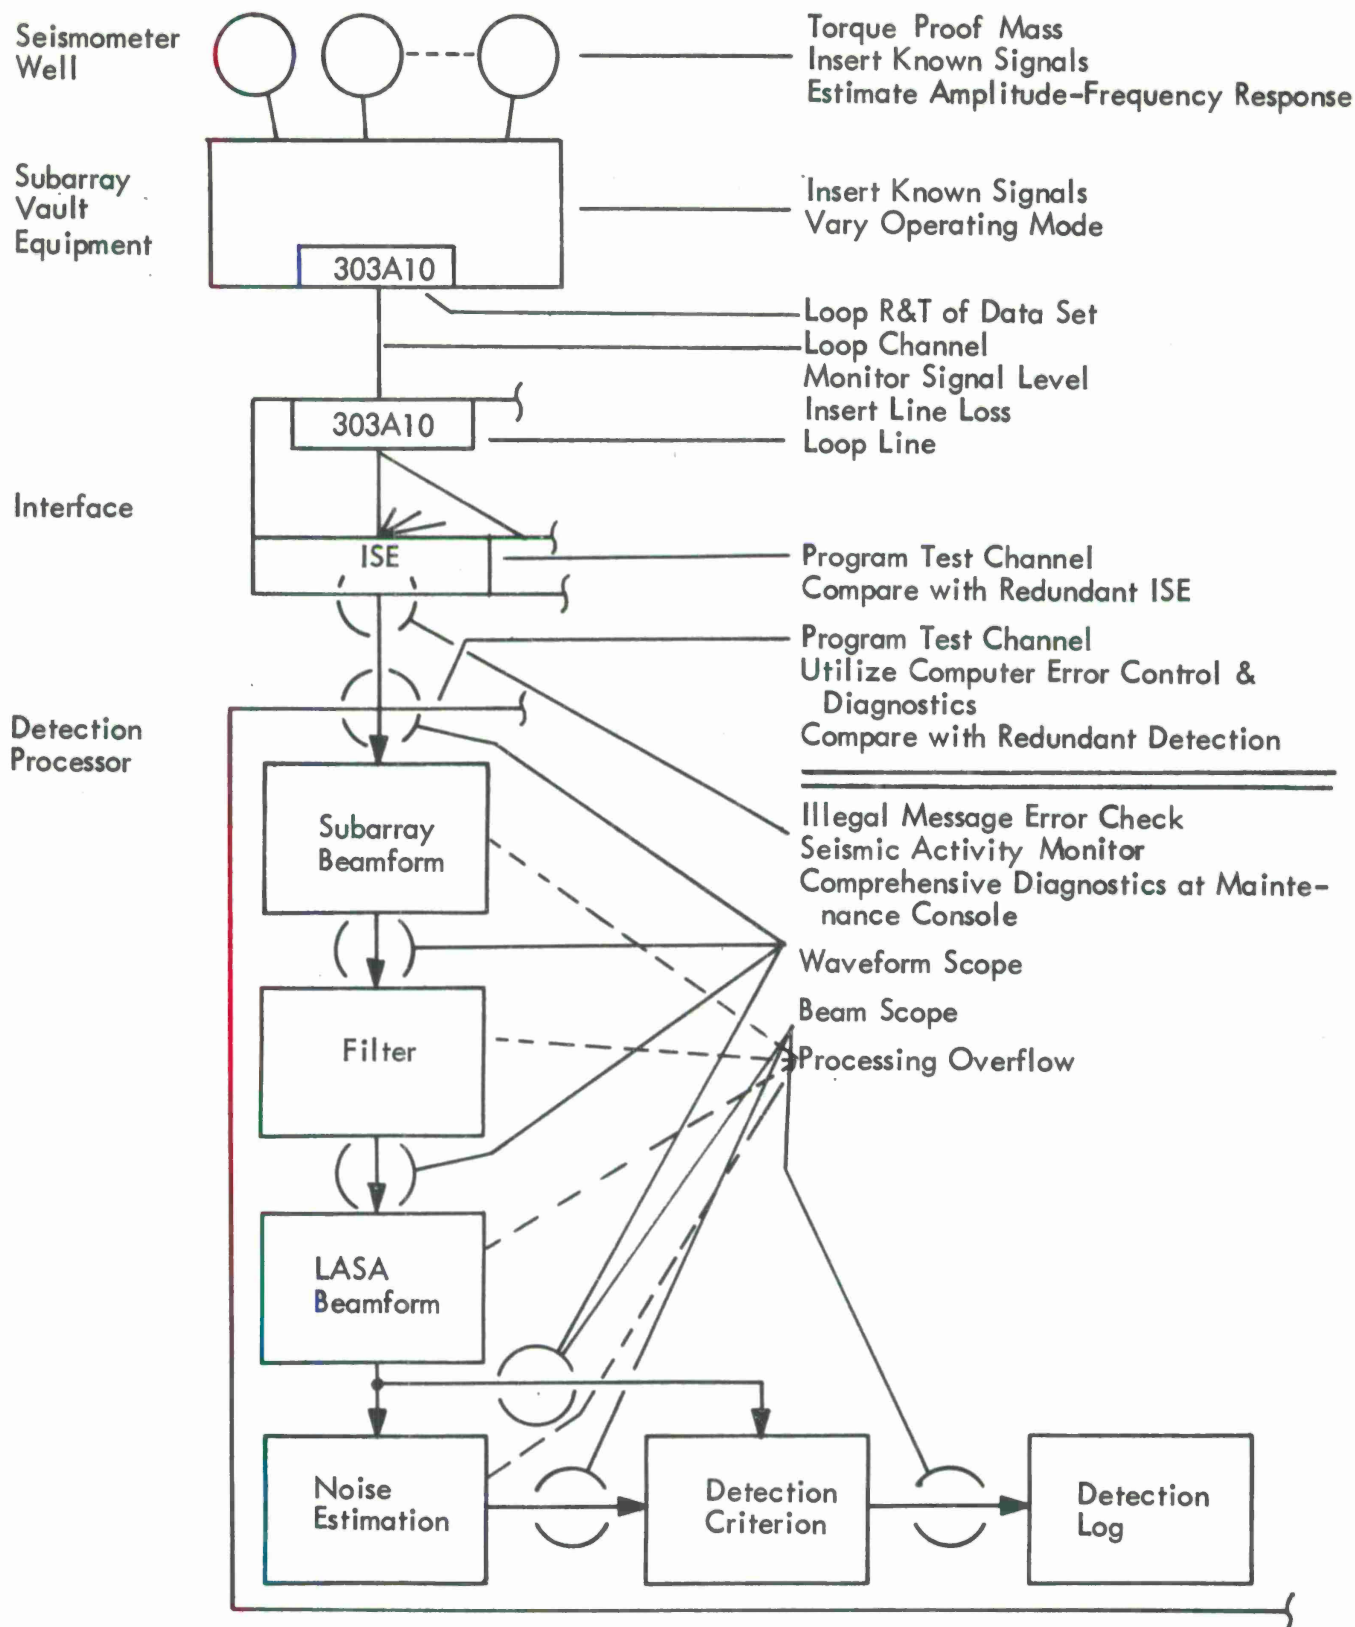 Seismometer
Well
Torque Proof Mass
Insert Known Signals
Estimate Amplitude-Frequency Response
Subarray
Vault
Equipment
Insert Known Signals
Vary Operating Mode
303A10
Loop R&T of Data Set
Loop Channel
Monitor Signal Level
Insert Line Loss
Loop Line
303A10
Interface
ISE
Program Test Channel
Compare with Redundant ISE
Program Test Channel
Utilize Computer Error Control &
Diagnostics
Compare with Redundant Detection
Detection
Processor
Illegal Message Error Check
Seismic Activity Monitor
Comprehensive Diagnostics at Mainte-
nance Console
Subarray
Beamform
Waveform Scope
Beam Scope
Processing Overflow
Filter
LASA
Beamform
Noise
Estimation
Detection
Criterion
Detection
Log